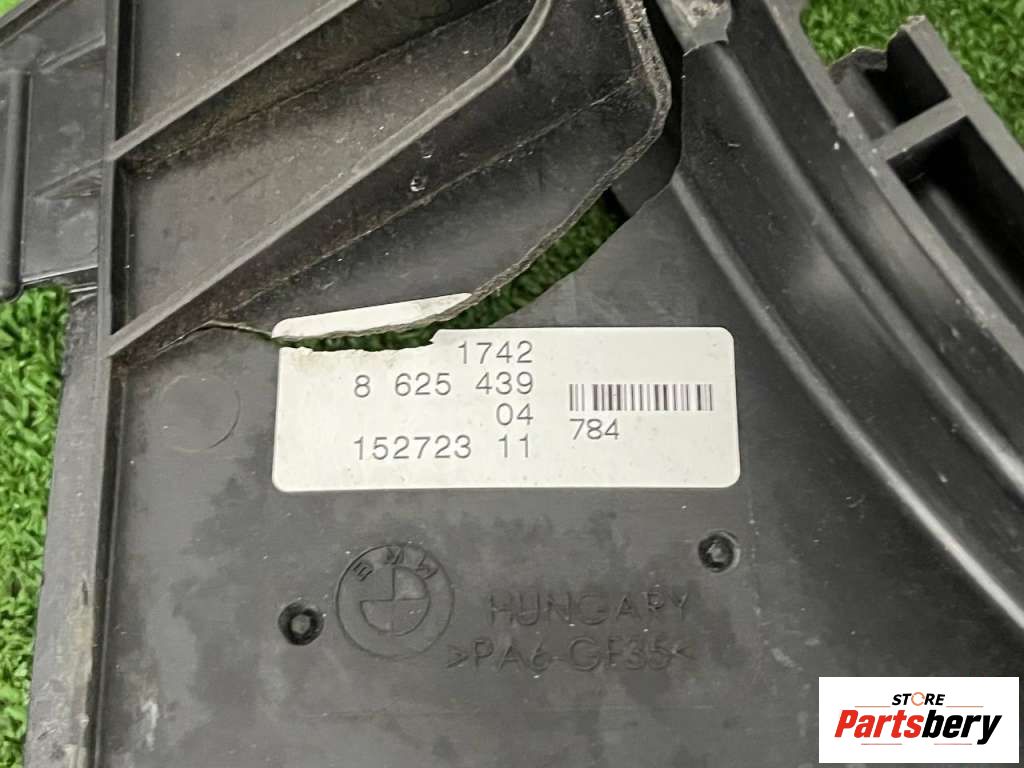 1742
8 625 439
04
152723 11
784
BMW
HUNGARY
>PA6-GF35<
STORE
Partsbery